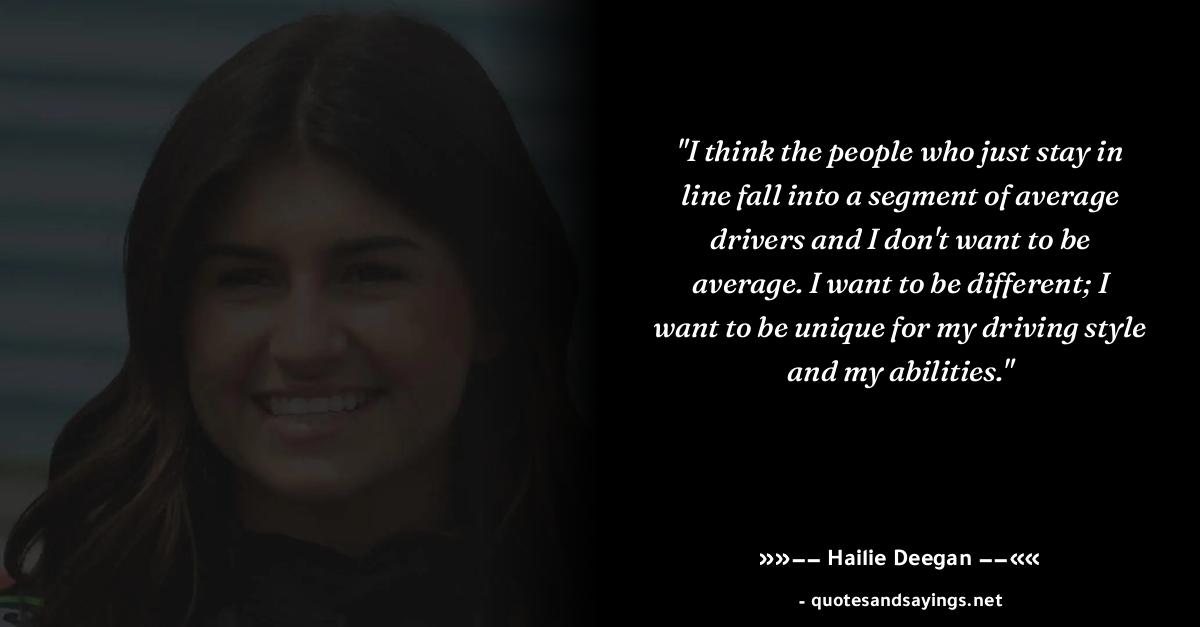 "I think the people who just stay in
line fall into a segment of average
drivers and I don't want to be
average. I want to be different; I
want to be unique for my driving style
and my abilities."
»»—— Hailie Deegan ——««
- quotesandsayings.net